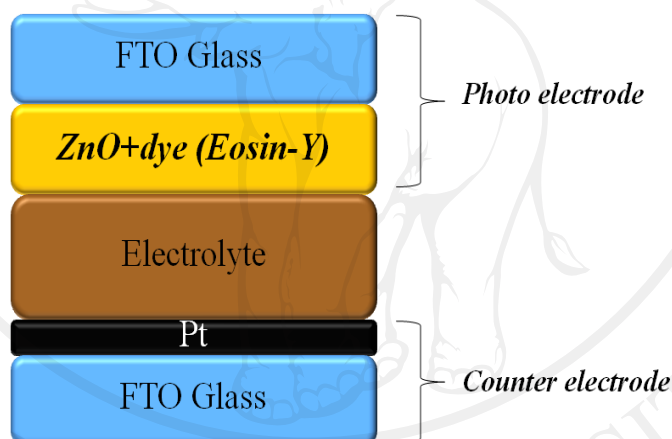 FTO Glass
Photo electrode
ZnO+dye (Eosin-Y)
Electrolyte
Pt
FTO Glass
Counter electrode